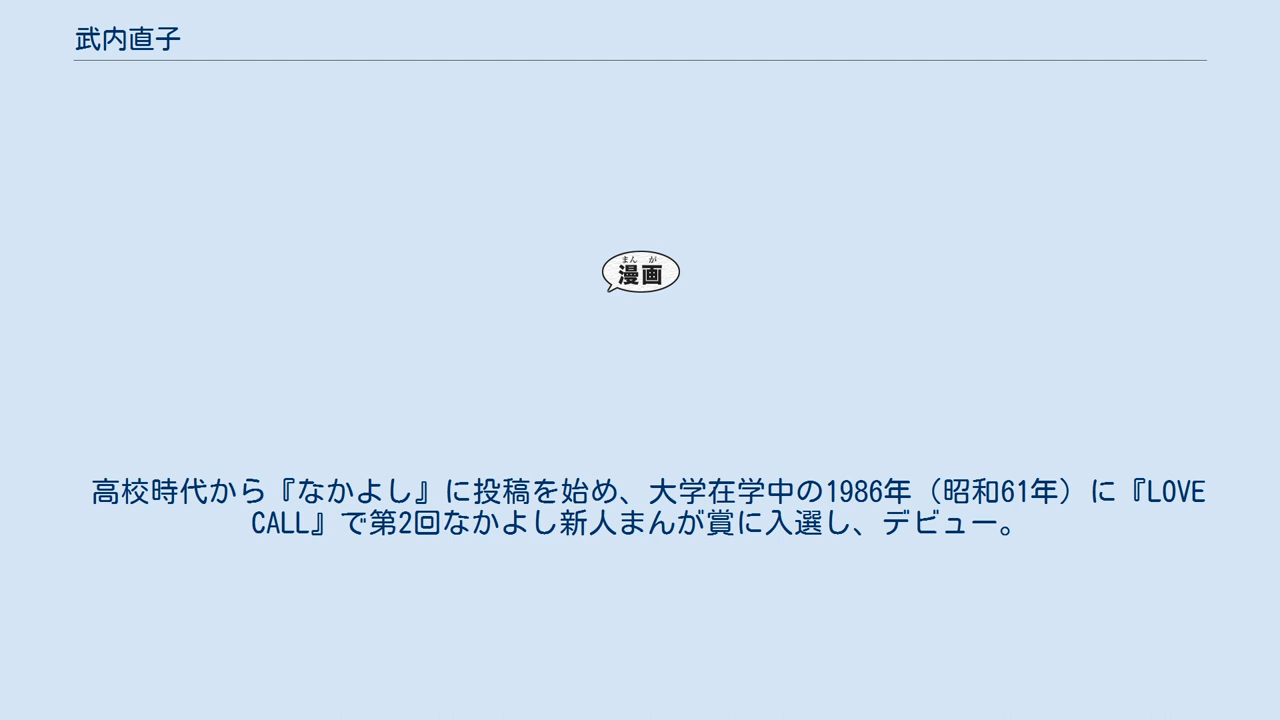 武内直子
まん が
漫画
高校時代から『なかよし』に投稿を始め、大学在学中の1986年（昭和61年）に『LOVE
CALL』で第2回なかよし新人まんが賞に入選し、デビュー。